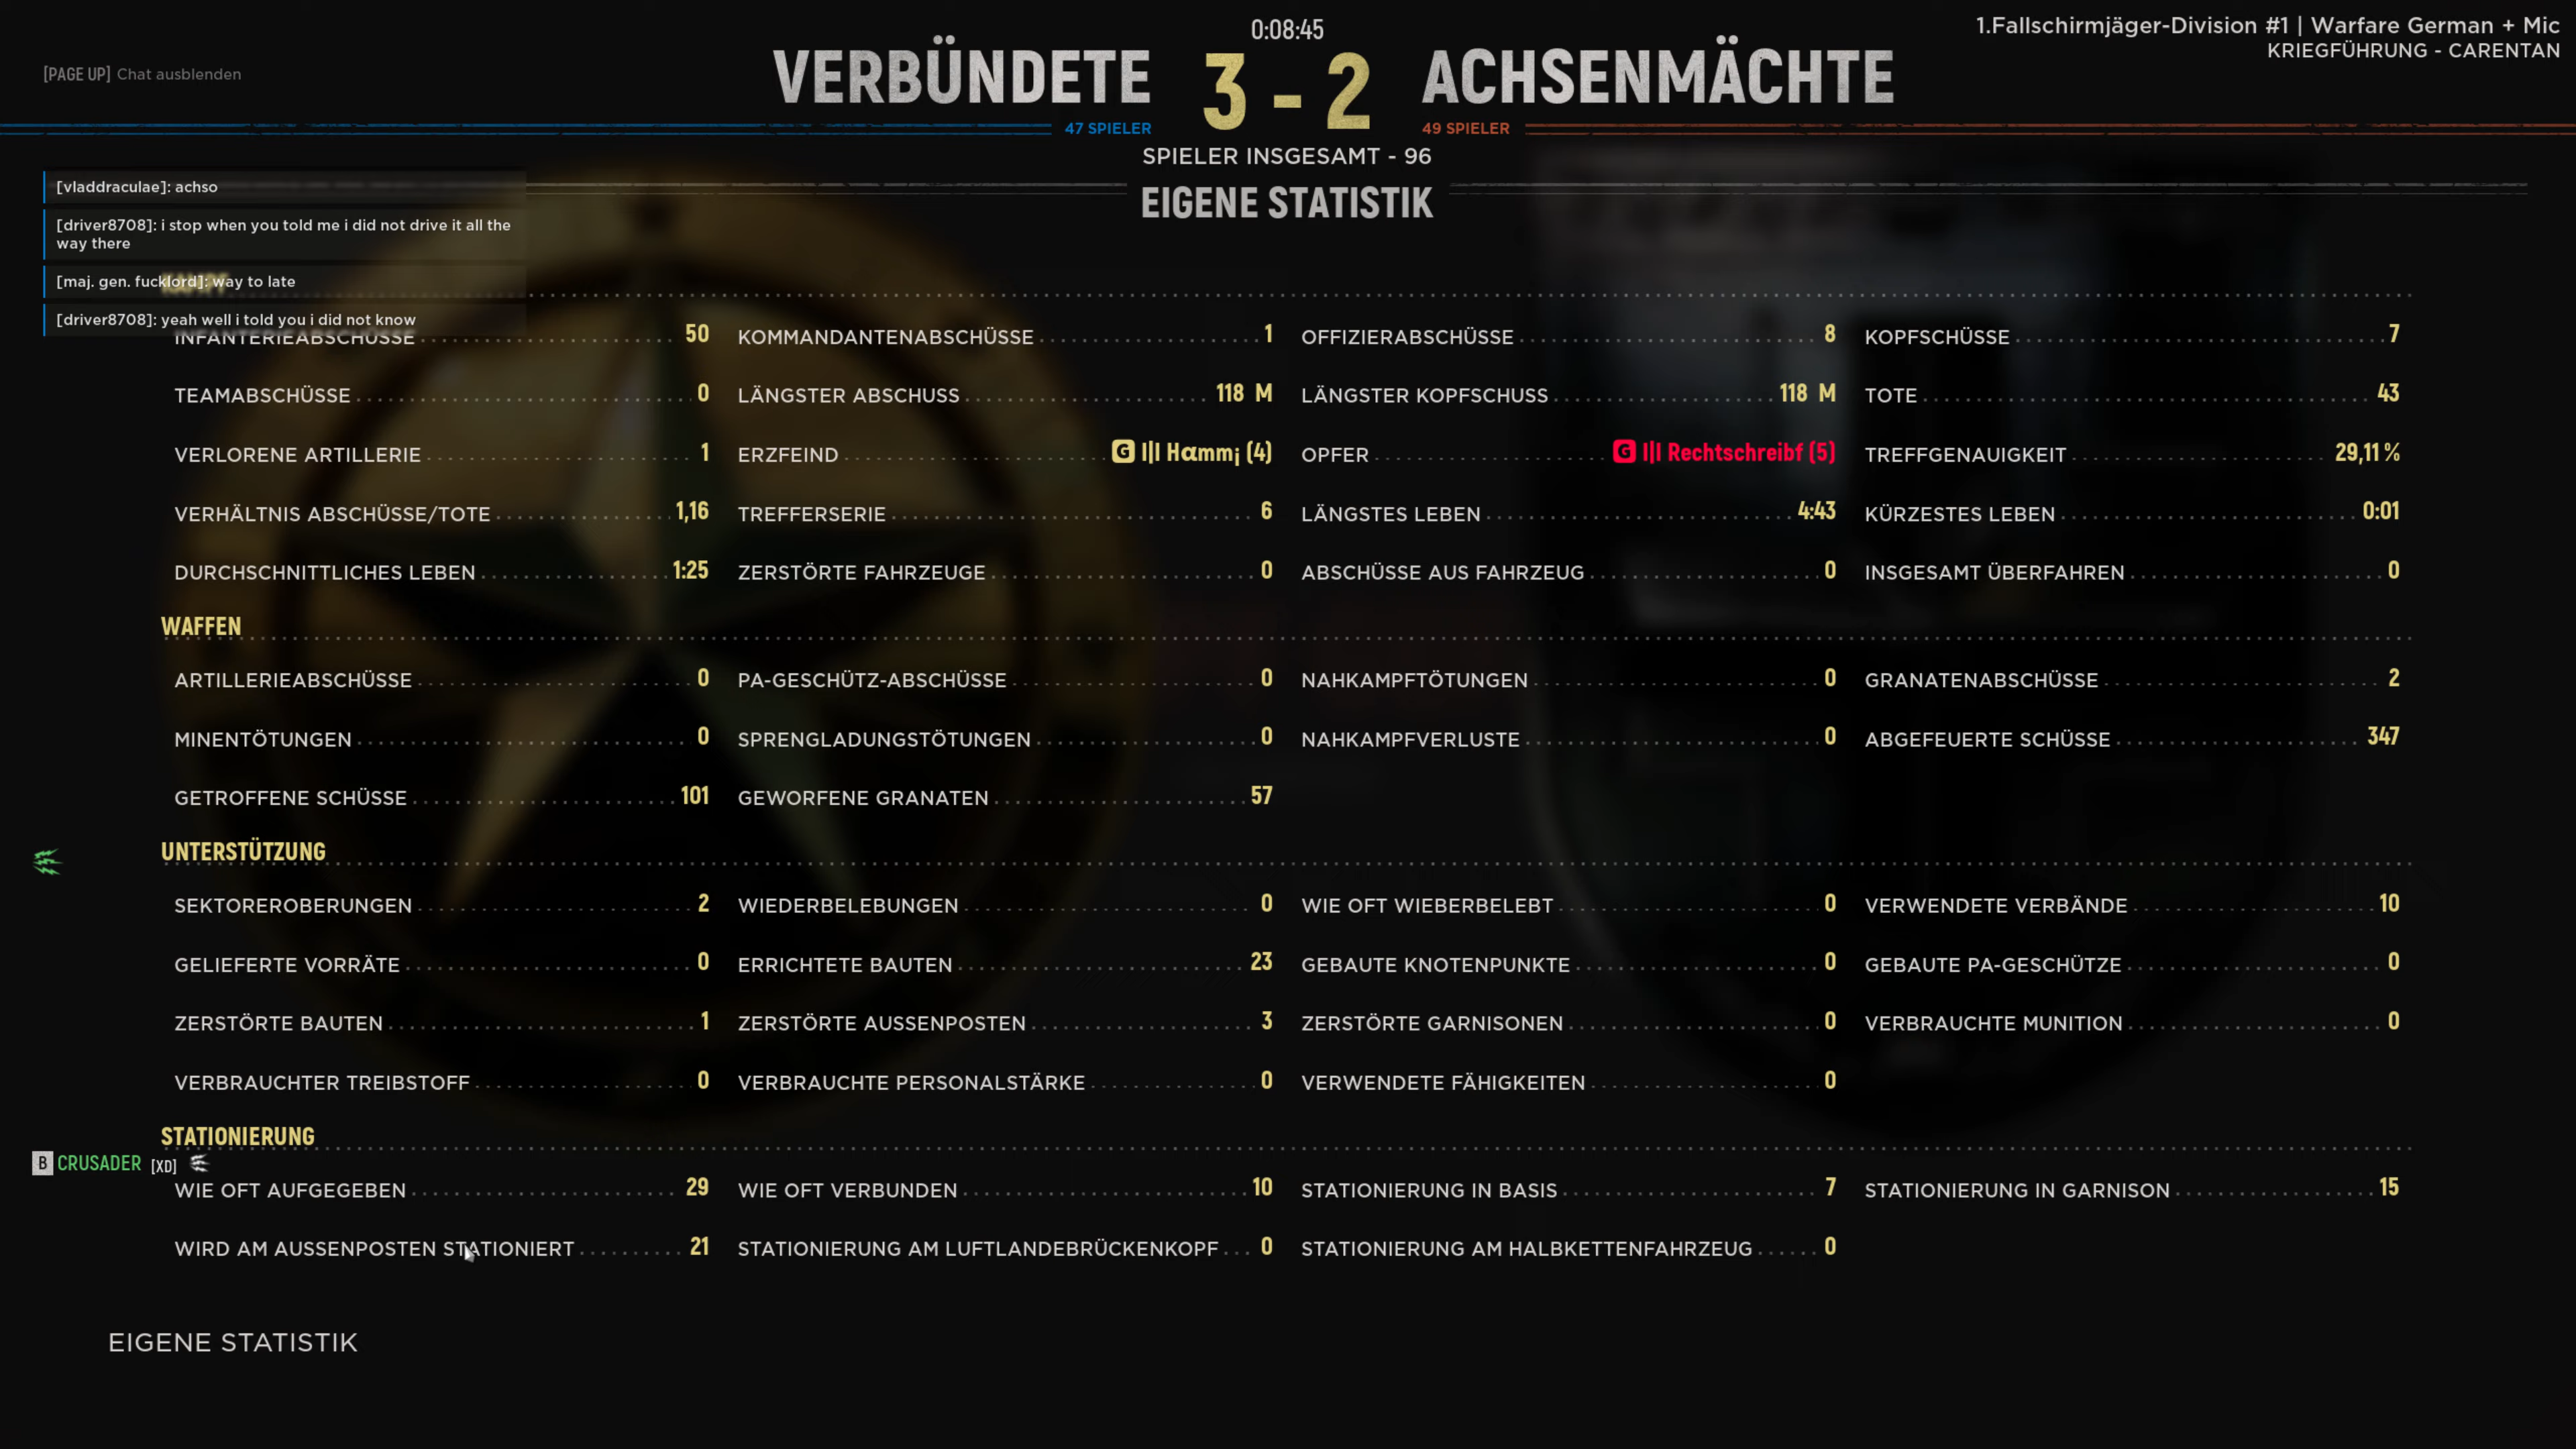 0:08:45
1.Fallschirmjäger-Division #1 | Warfare German + Mic
KRIEGFÜHRUNG - CARENTAN
[PAGE UP] Chat ausblenden
VERBÜNDETE 3 - 2 ACHSENMÄCHTE
47 SPIELER 49 SPIELER
SPIELER INSGESAMT - 96
EIGENE STATISTIK
[vladdraculae]: achso
[driver8708]: i stop when you told me i did not drive it all the
way there
[maj. gen. fucklord]: way to late
[driver8708]: yeah well i told you i did not know
INFANTERIEABSCHÜSSE 50 KOMMANDANTENABSCHÜSSE 1 OFFIZIERABSCHÜSSE 8 KOPFSCHÜSSE 7
TEAMABSCHÜSSE 0 LÄNGSTER ABSCHUSS 118 M LÄNGSTER KOPFSCHUSS 118 M TOTE 43
VERLORENE ARTILLERIE 1 ERZFEIND G I|I Hαmm¡ (4) OPFER G I|I Rechtschreibf (5) TREFFGENAUIGKEIT 29,11 %
VERHÄLTNIS ABSCHÜSSE/TOTE 1,16 TREFFERSERIE 6 LÄNGSTES LEBEN 4:43 KÜRZESTES LEBEN 0:01
DURCHSCHNITTLICHES LEBEN 1:25 ZERSTÖRTE FAHRZEUGE 0 ABSCHÜSSE AUS FAHRZEUG 0 INSGESAMT ÜBERFAHREN 0
WAFFEN
ARTILLERIEABSCHÜSSE 0 PA-GESCHÜTZ-ABSCHÜSSE 0 NAHKAMPFTÖTUNGEN 0 GRANATENABSCHÜSSE 2
MINENTÖTUNGEN 0 SPRENGLADUNGSTÖTUNGEN 0 NAHKAMPFVERLUSTE 0 ABGEFEUERTE SCHÜSSE 347
GETROFFENE SCHÜSSE 101 GEWORFENE GRANATEN 57
UNTERSTÜTZUNG
SEKTOREROBERUNGEN 2 WIEDERBELEBUNGEN 0 WIE OFT WIEBERBELEBT 0 VERWENDETE VERBÄNDE 10
GELIEFERTE VORRÄTE 0 ERRICHTETE BAUTEN 23 GEBAUTE KNOTENPUNKTE 0 GEBAUTE PA-GESCHÜTZE 0
ZERSTÖRTE BAUTEN 1 ZERSTÖRTE AUSSENPOSTEN 3 ZERSTÖRTE GARNISONEN 0 VERBRAUCHTE MUNITION 0
VERBRAUCHTER TREIBSTOFF 0 VERBRAUCHTE PERSONALSTÄRKE 0 VERWENDETE FÄHIGKEITEN 0
STATIONIERUNG
B CRUSADER [XD]
WIE OFT AUFGEGEBEN 29 WIE OFT VERBUNDEN 10 STATIONIERUNG IN BASIS 7 STATIONIERUNG IN GARNISON 15
WIRD AM AUSSENPOSTEN STATIONIERT 21 STATIONIERUNG AM LUFTLANDEBRÜCKENKOPF 0 STATIONIERUNG AM HALBKETTENFAHRZEUG 0
EIGENE STATISTIK